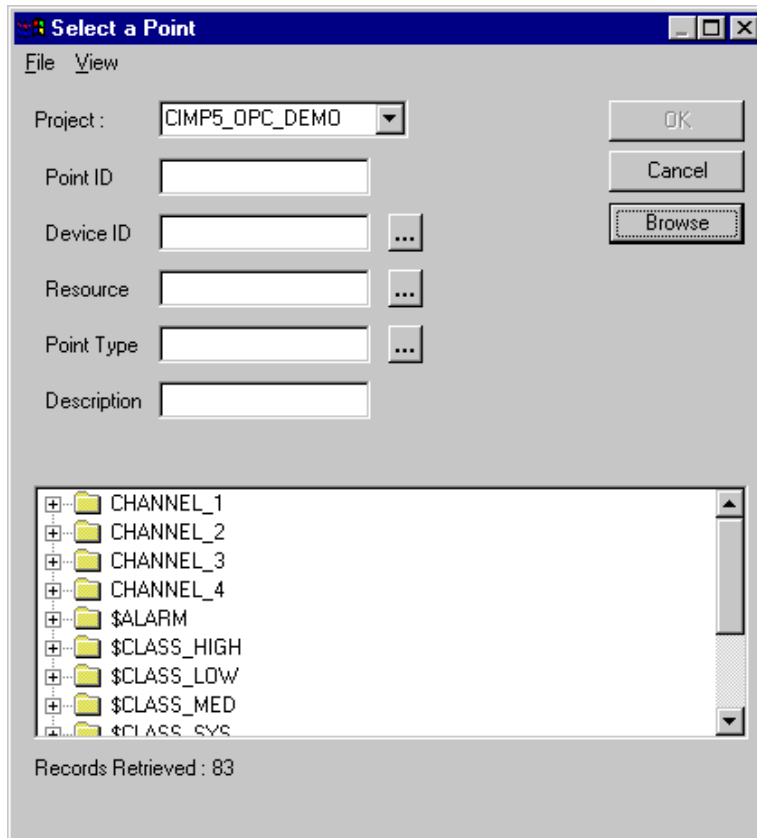 Select a Point
File View
Project : CIMP5_OPC_DEMO OK
Point ID Cancel
Device ID ... Browse
Resource ...
Point Type ...
Description
CHANNEL_1
CHANNEL_2
CHANNEL_3
CHANNEL_4
$ALARM
$CLASS_HIGH
$CLASS_LOW
$CLASS_MED
$CLASS_SYS
Records Retrieved : 83